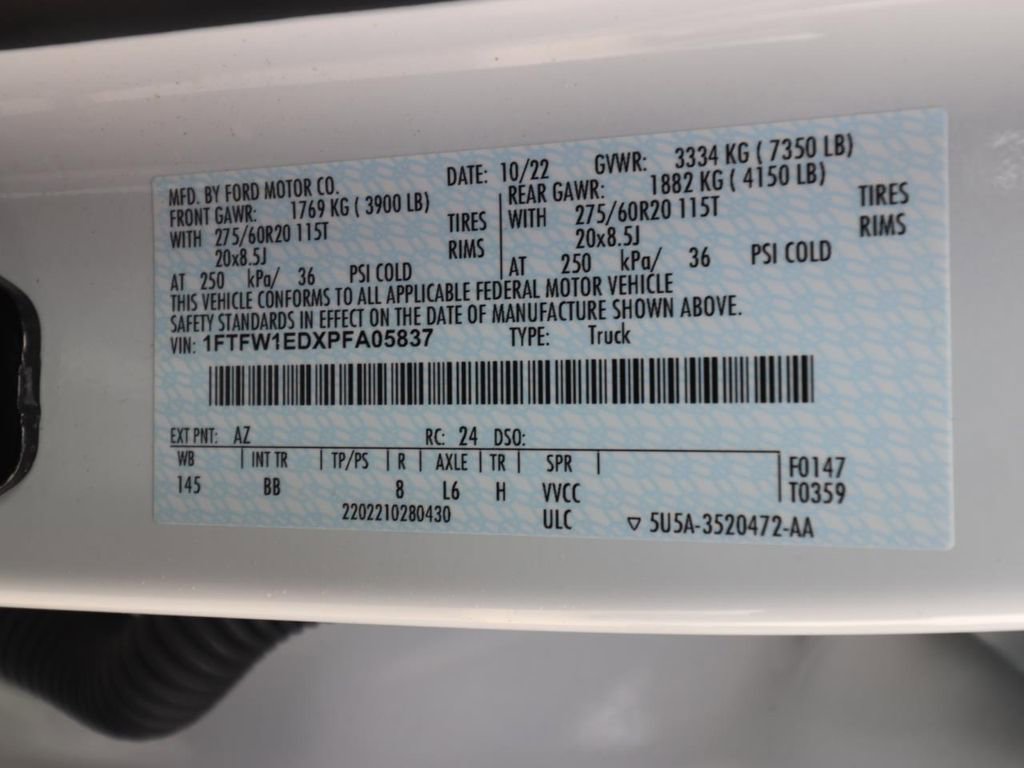 MFD. BY FORD MOTOR CO. DATE: 10/22 GVWR: 3334 KG ( 7350 LB)
FRONT GAWR: 1769 KG ( 3900 LB) REAR GAWR: 1882 KG ( 4150 LB)
WITH 275/60R20 115T TIRES WITH 275/60R20 115T TIRES
20x8.5J RIMS 20x8.5J RIMS
AT 250 kPa/ 36 PSI COLD AT 250 kPa/ 36 PSI COLD
THIS VEHICLE CONFORMS TO ALL APPLICABLE FEDERAL MOTOR VEHICLE
SAFETY STANDARDS IN EFFECT ON THE DATE OF MANUFACTURE SHOWN ABOVE.
VIN: 1FTFW1EDXPFA05837 TYPE: Truck
EXT PNT: AZ RC: 24 DSO:
WB INT TR TP/PS R AXLE TR SPR F0147
145 BB 8 L6 H VVCC T0359
2202210280430 ULC ▽ 5U5A-3520472-AA